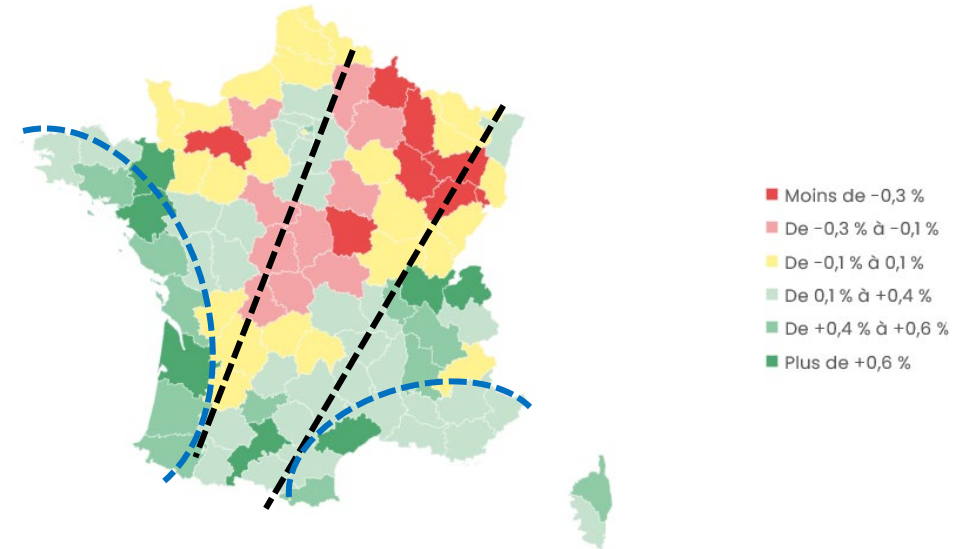 Moins de −0,3 %
De −0,3 % à −0,1 %
De −0,1 % à 0,1 %
De 0,1 % à +0,4 %
De +0,4 % à +0,6 %
Plus de +0,6 %